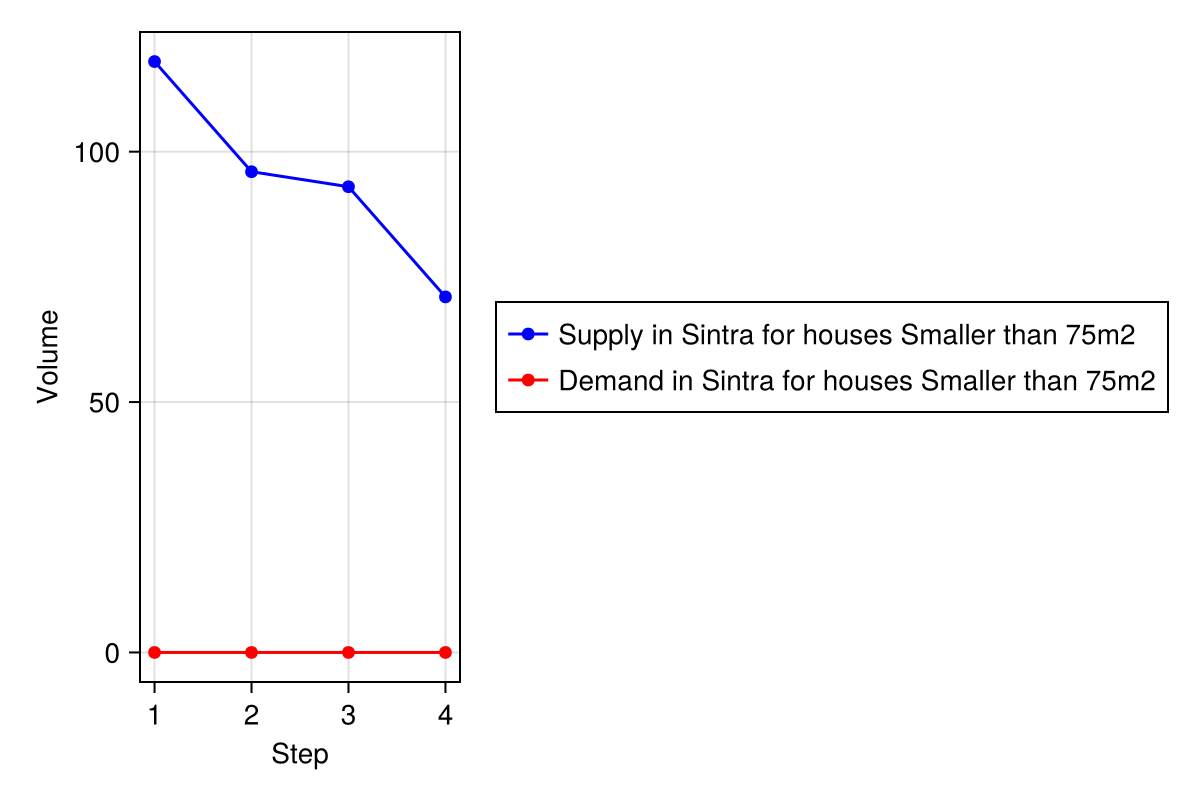 Volume
100
50
0
1 2 3 4
Step
Supply in Sintra for houses Smaller than 75m2
Demand in Sintra for houses Smaller than 75m2